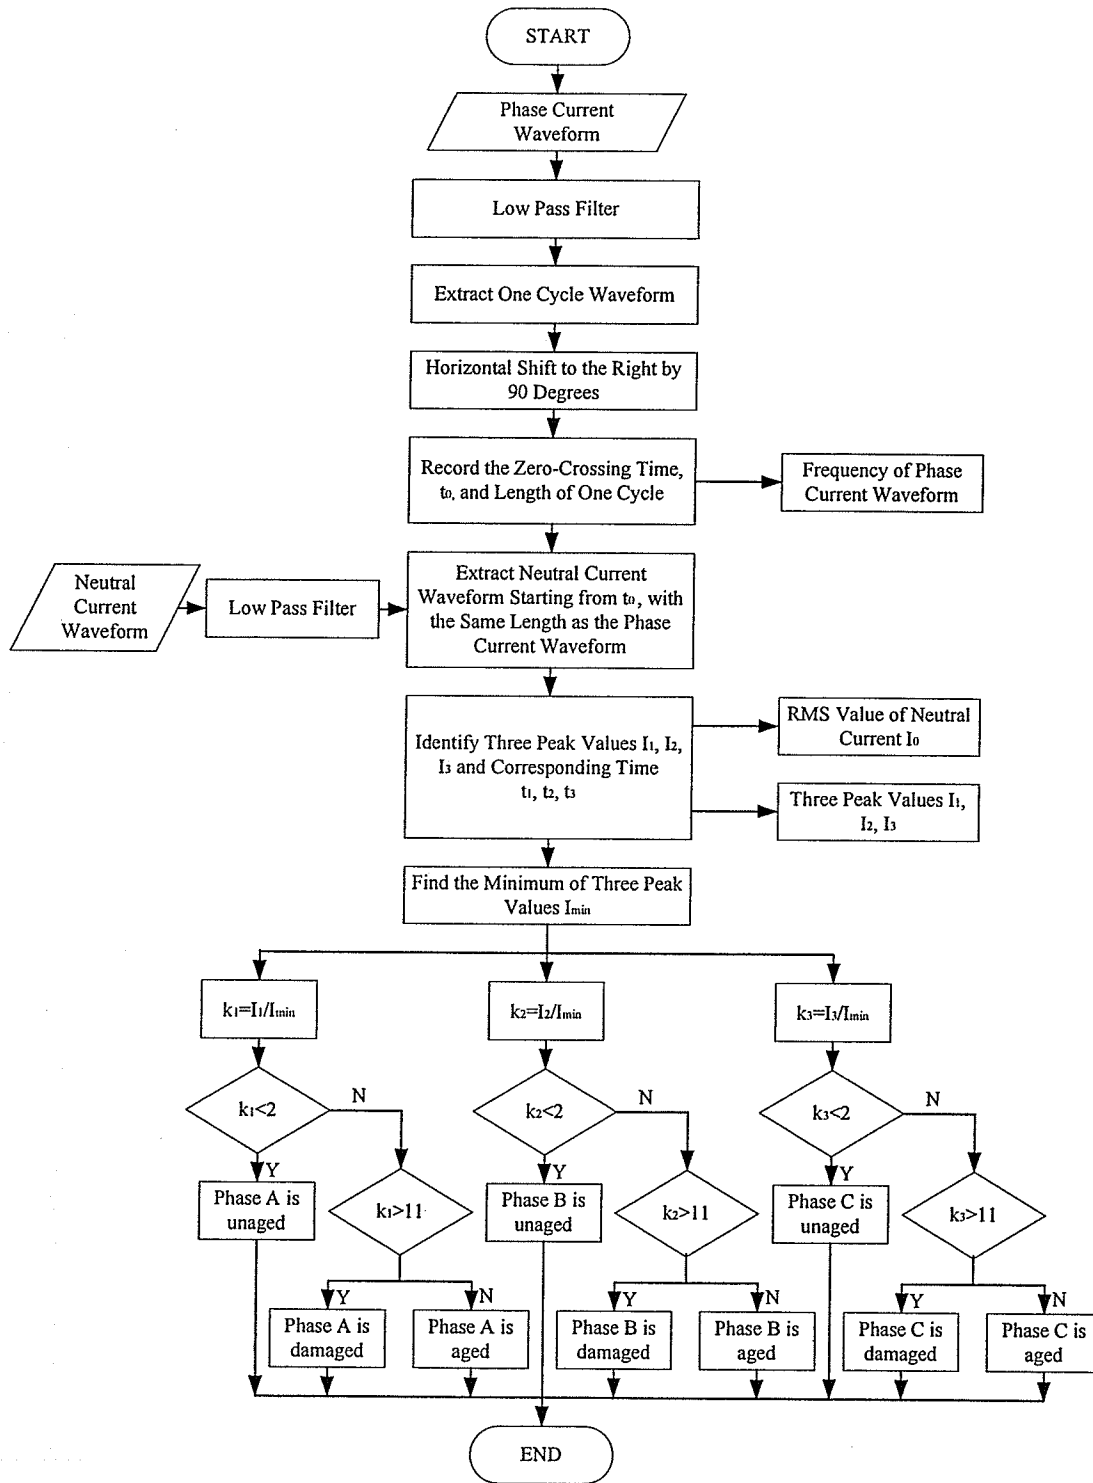 START
Phase Current
Waveform
Low Pass Filter
Extract One Cycle Waveform
Horizontal Shift to the Right by
90 Degrees
Record the Zero-Crossing Time,
t₀, and Length of One Cycle
Frequency of Phase
Current Waveform
Neutral
Current
Waveform
Low Pass Filter
Extract Neutral Current
Waveform Starting from t₀, with
the Same Length as the Phase
Current Waveform
Identify Three Peak Values I₁, I₂,
I₃ and Corresponding Time
t₁, t₂, t₃
RMS Value of Neutral
Current I₀
Three Peak Values I₁,
I₂, I₃
Find the Minimum of Three Peak
Values Imin
k₁=I₁/Imin
k₂=I₂/Imin
k₃=I₃/Imin
k₁<2
N
k₂<2
N
k₃<2
N
Y
Y
Y
Phase A is
unaged
k₁>11
Phase B is
unaged
k₂>11
Phase C is
unaged
k₃>11
Y
N
Y
N
Y
N
Phase A is
damaged
Phase A is
aged
Phase B is
damaged
Phase B is
aged
Phase C is
damaged
Phase C is
aged
END